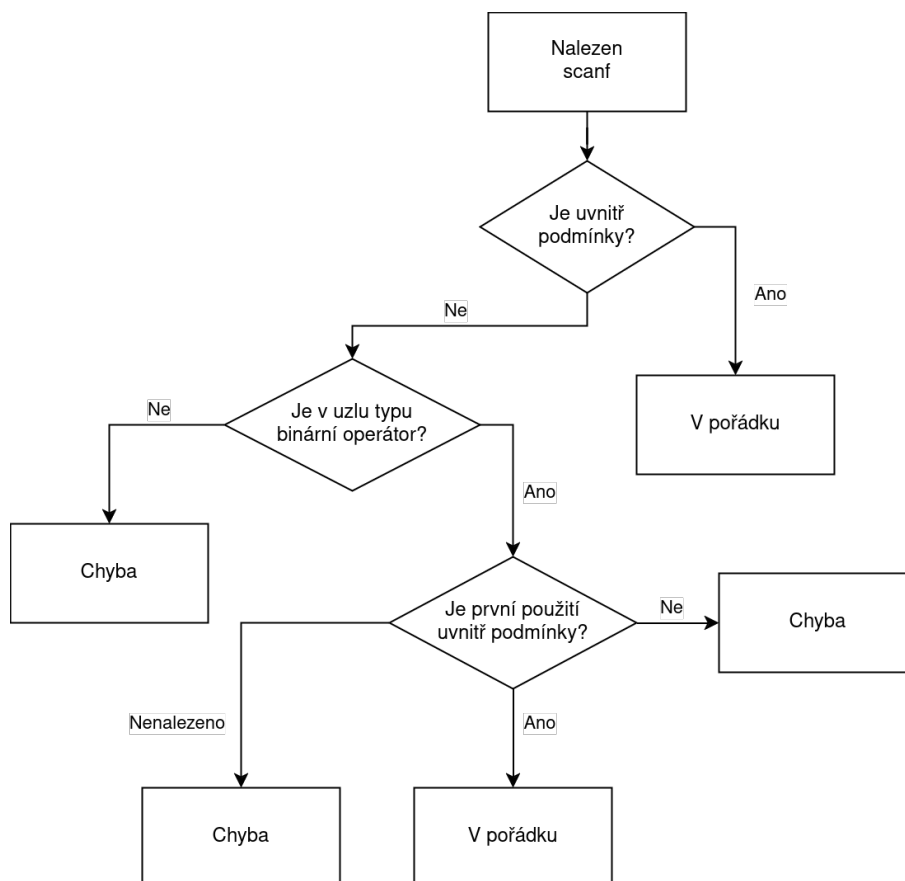 Nalezen
scanf
Je uvnitř
podmínky?
Ano
Ne
V pořádku
Je v uzlu typu
binární operátor?
Ne
Ano
Chyba
Je první použití
uvnitř podmínky?
Ne
Chyba
Nenalezeno
Ano
Chyba
V pořádku